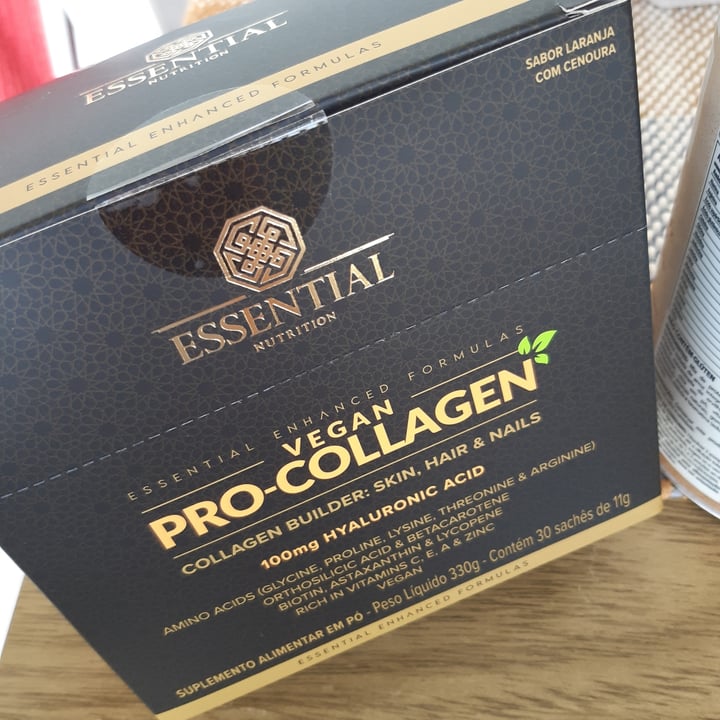 ESSENTIAL
NUTRITION
ESSENTIAL ENHANCED FORMULAS
SABOR LARANJA
COM CENOURA
ESSENTIAL
NUTRITION
ESSENTIAL ENHANCED FORMULAS
VEGAN
PRO-COLLAGEN
COLLAGEN BUILDER: SKIN, HAIR & NAILS
100mg HYALURONIC ACID
AMINO ACIDS (GLYCINE, PROLINE, LYSINE, THREONINE & ARGININE)
ORTHOSILICIC ACID & BETACAROTENE
BIOTIN, ASTAXANTHIN & LYCOPENE
RICH IN VITAMINS C, E, A & ZINC
VEGAN
SUPLEMENTO ALIMENTAR EM PÓ - Peso Líquido 330g - Contém 30 sachês de 11g
ESSENTIAL ENHANCED FORMULAS